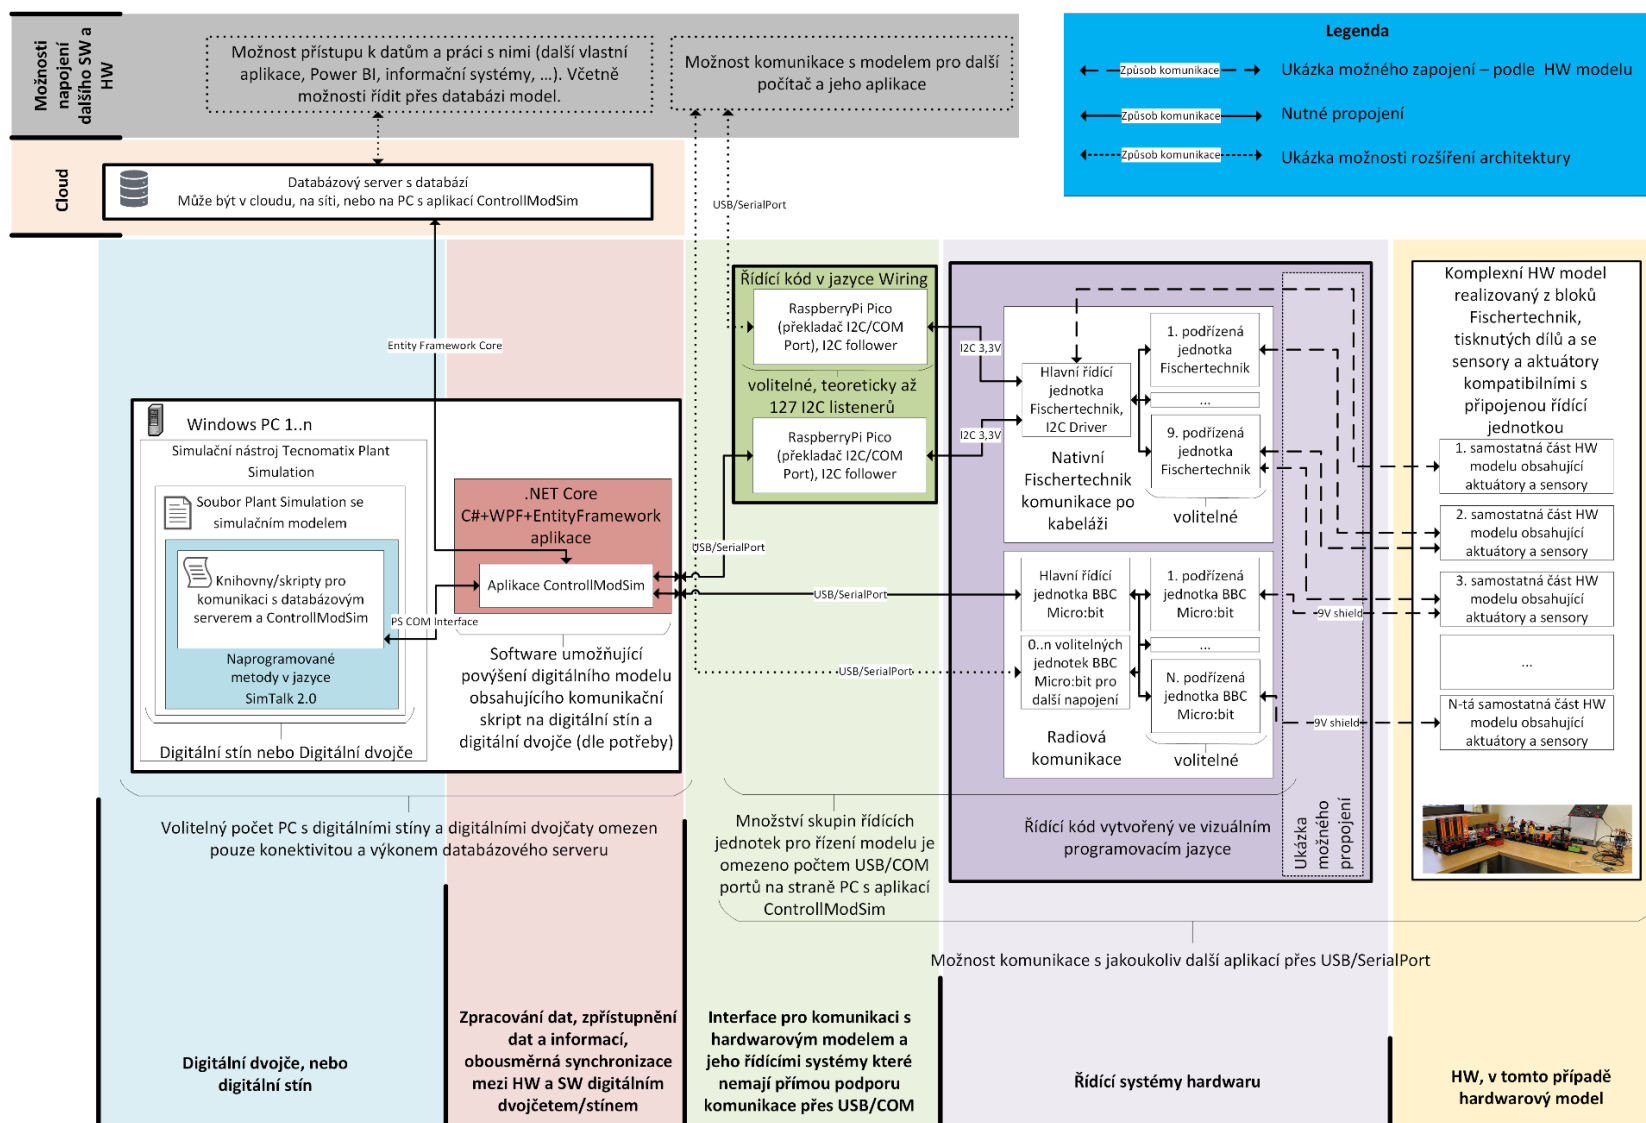 Možnosti
napojení
dalšího SW a
HW
Možnost přístupu k datům a práci s nimi (další vlastní
aplikace, Power BI, informační systémy, ...). Včetně
možnosti řídit přes databázi model.
Možnost komunikace s modelem pro další
počítač a jeho aplikace
Legenda
Způsob komunikace
Ukázka možného zapojení – podle HW modelu
Způsob komunikace
Nutné propojení
Způsob komunikace
Ukázka možnosti rozšíření architektury
Cloud
Databázový server s databází
Může být v cloudu, na síti, nebo na PC s aplikací ControllModSim
USB/SerialPort
Entity Framework Core
Windows PC 1..n
Simulační nástroj Tecnomatix Plant
Simulation
Soubor Plant Simulation se
simulačním modelem
Knihovny/skripty pro
komunikaci s databázovým
serverem a ControllModSim
Naprogramované
metody v jazyce
SimTalk 2.0
Digitální stín nebo Digitální dvojče
PS COM Interface
.NET Core
C#+WPF+EntityFramework
aplikace
Aplikace ControllModSim
Software umožňující
povýšení digitálního modelu
obsahujícího komunikační
skript na digitální stín a
digitální dvojče (dle potřeby)
Volitelný počet PC s digitálními stíny a digitálními dvojčaty omezen
pouze konektivitou a výkonem databázového serveru
Řídící kód v jazyce Wiring
RaspberryPi Pico
(překladač I2C/COM
Port), I2C follower
volitelné, teoreticky až
127 I2C listenerů
RaspberryPi Pico
(překladač I2C/COM
Port), I2C follower
I2C 3,3V
I2C 3,3V
USB/SerialPort
USB/SerialPort
USB/SerialPort
Množství skupin řídících
jednotek pro řízení modelu je
omezeno počtem USB/COM
portů na straně PC s aplikací
ControllModSim
Hlavní řídící
jednotka
Fischertechnik,
I2C Driver
1. podřízená
jednotka
Fischertechnik
...
9. podřízená
jednotka
Fischertechnik
Nativní
Fischertechnik
komunikace po
kabeláži
volitelné
Hlavní řídící
jednotka BBC
Micro:bit
0..n volitelných
jednotek BBC
Micro:bit pro
další napojení
1. podřízená
jednotka BBC
Micro:bit
...
N. podřízená
jednotka BBC
Micro:bit
Radiová
komunikace
volitelné
Řídící kód vytvořený ve vizuálním
programovacím jazyce
Ukázka
možného
propojení
9V shield
9V shield
Komplexní HW model
realizovaný z bloků
Fischertechnik,
tisknutých dílů a se
sensory a aktuátory
kompatibilními s
připojenou řídící
jednotkou
1. samostatná část HW
modelu obsahující
aktuátory a sensory
2. samostatná část HW
modelu obsahující
aktuátory a sensory
3. samostatná část HW
modelu obsahující
aktuátory a sensory
...
N-tá samostatná část HW
modelu obsahující
aktuátory a sensory
Možnost komunikace s jakoukoliv další aplikací přes USB/SerialPort
Digitální dvojče, nebo
digitální stín
Zpracování dat, zpřístupnění
dat a informací,
obousměrná synchronizace
mezi HW a SW digitálním
dvojčetem/stínem
Interface pro komunikaci s
hardwarovým modelem a
jeho řídícími systémy které
nemají přímou podporu
komunikace přes USB/COM
Řídící systémy hardwaru
HW, v tomto případě
hardwarový model